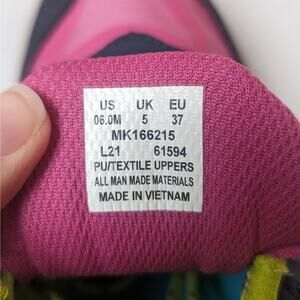 US UK EU
06.0M 5 37
MK166215
L21 61594
PU/TEXTILE UPPERS
ALL MAN MADE MATERIALS
MADE IN VIETNAM